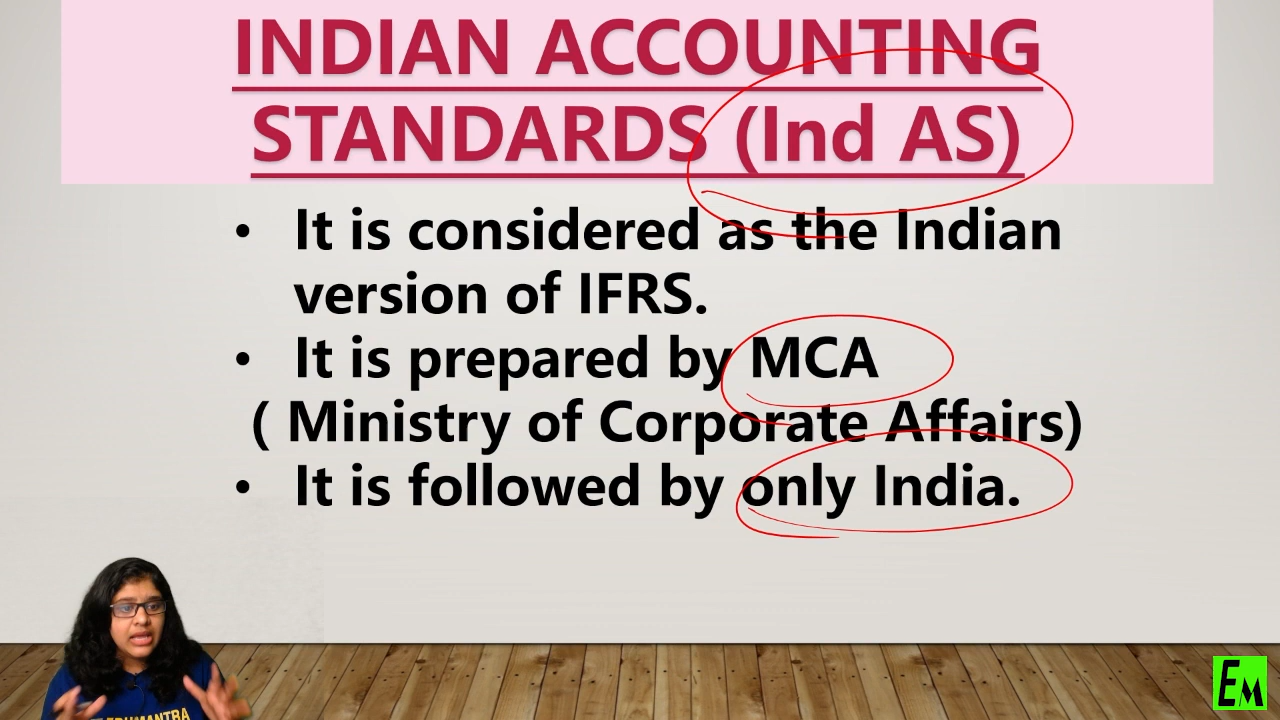 INDIAN ACCOUNTING
STANDARDS (Ind AS)
• It is considered as the Indian
version of IFRS.
• It is prepared by MCA
( Ministry of Corporate Affairs)
• It is followed by only India.
EDUMANTRA
EM